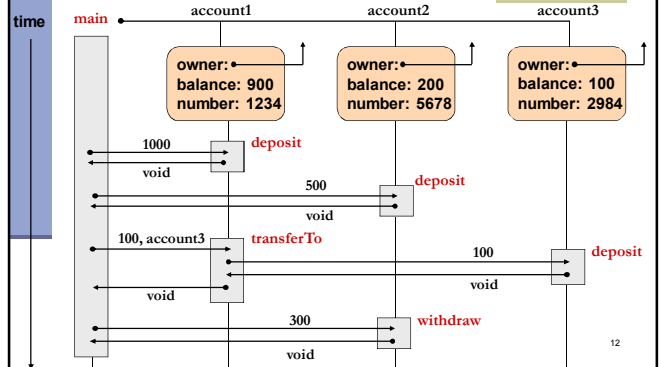 time
main
account1
account2
account3
owner:
balance: 900
number: 1234
owner:
balance: 200
number: 5678
owner:
balance: 100
number: 2984
1000
deposit
void
500
deposit
void
100, account3
transferTo
100
deposit
void
void
300
withdraw
void
12